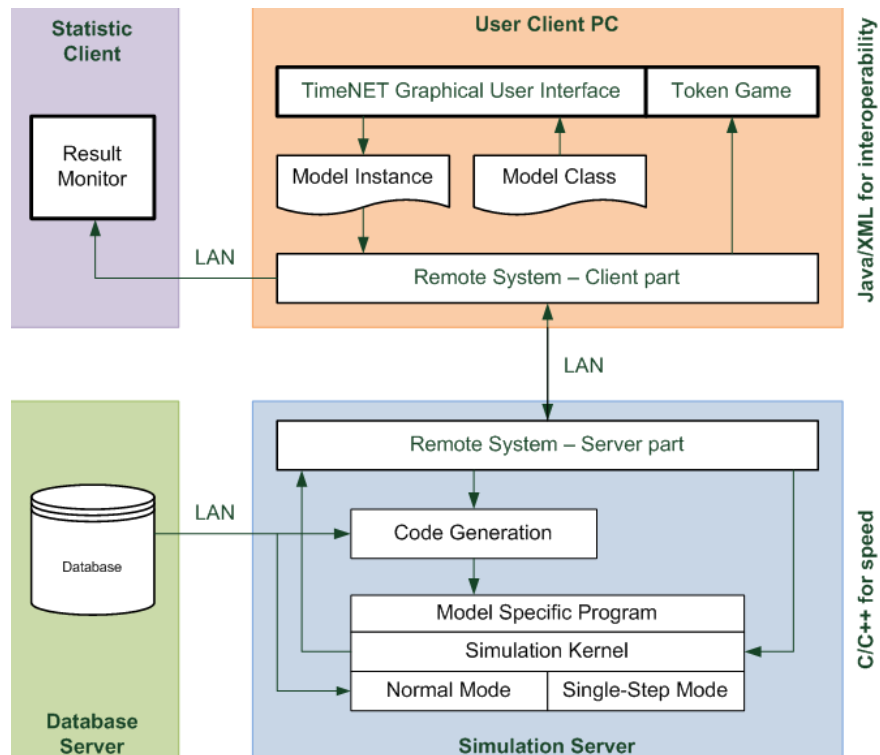 Statistic
Client
User Client PC
TimeNET Graphical User Interface
Token Game
Result
Monitor
Model Instance
Model Class
LAN
Remote System – Client part
Java/XML for interoperability
LAN
Remote System – Server part
LAN
Code Generation
Database
Model Specific Program
Simulation Kernel
Normal Mode
Single-Step Mode
C/C++ for speed
Database
Server
Simulation Server